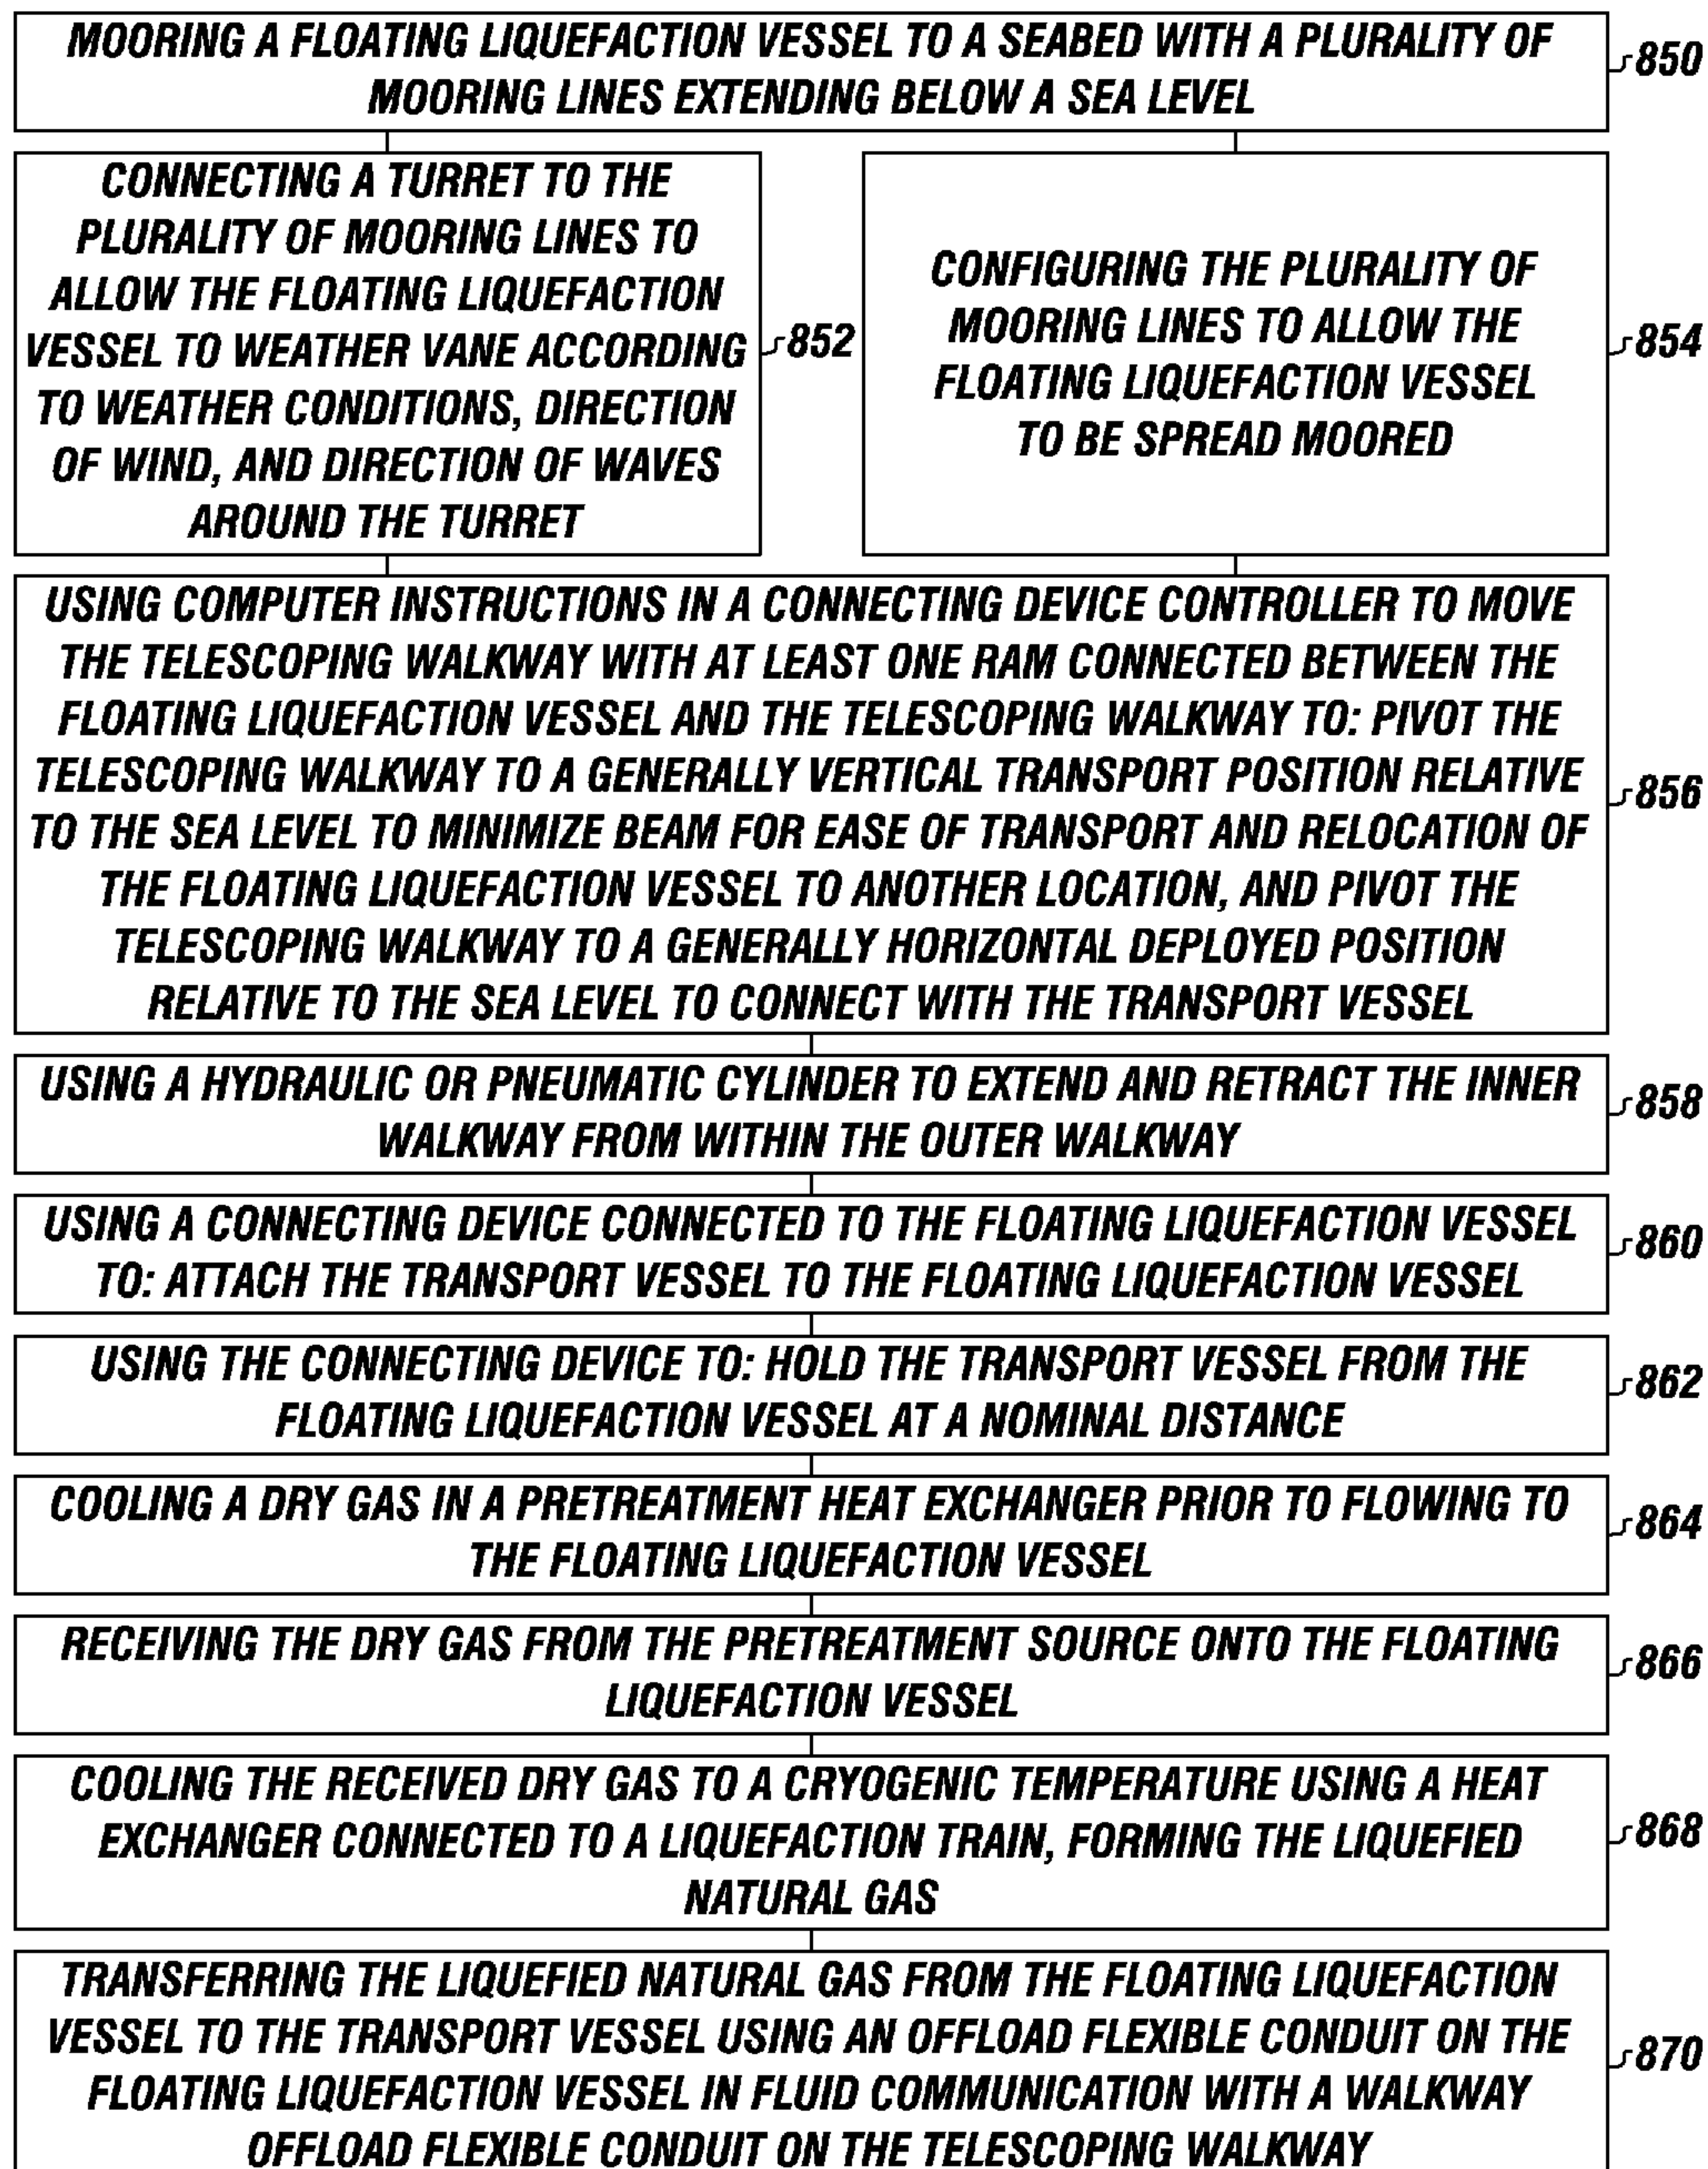 MOORING A FLOATING LIQUEFACTION VESSEL TO A SEABED WITH A PLURALITY OF
MOORING LINES EXTENDING BELOW A SEA LEVEL
850
CONNECTING A TURRET TO THE
PLURALITY OF MOORING LINES TO
ALLOW THE FLOATING LIQUEFACTION
VESSEL TO WEATHER VANE ACCORDING
TO WEATHER CONDITIONS, DIRECTION
OF WIND, AND DIRECTION OF WAVES
AROUND THE TURRET
852
CONFIGURING THE PLURALITY OF
MOORING LINES TO ALLOW THE
FLOATING LIQUEFACTION VESSEL
TO BE SPREAD MOORED
854
USING COMPUTER INSTRUCTIONS IN A CONNECTING DEVICE CONTROLLER TO MOVE
THE TELESCOPING WALKWAY WITH AT LEAST ONE RAM CONNECTED BETWEEN THE
FLOATING LIQUEFACTION VESSEL AND THE TELESCOPING WALKWAY TO: PIVOT THE
TELESCOPING WALKWAY TO A GENERALLY VERTICAL TRANSPORT POSITION RELATIVE
TO THE SEA LEVEL TO MINIMIZE BEAM FOR EASE OF TRANSPORT AND RELOCATION OF
THE FLOATING LIQUEFACTION VESSEL TO ANOTHER LOCATION, AND PIVOT THE
TELESCOPING WALKWAY TO A GENERALLY HORIZONTAL DEPLOYED POSITION
RELATIVE TO THE SEA LEVEL TO CONNECT WITH THE TRANSPORT VESSEL
856
USING A HYDRAULIC OR PNEUMATIC CYLINDER TO EXTEND AND RETRACT THE INNER
WALKWAY FROM WITHIN THE OUTER WALKWAY
858
USING A CONNECTING DEVICE CONNECTED TO THE FLOATING LIQUEFACTION VESSEL
TO: ATTACH THE TRANSPORT VESSEL TO THE FLOATING LIQUEFACTION VESSEL
860
USING THE CONNECTING DEVICE TO: HOLD THE TRANSPORT VESSEL FROM THE
FLOATING LIQUEFACTION VESSEL AT A NOMINAL DISTANCE
862
COOLING A DRY GAS IN A PRETREATMENT HEAT EXCHANGER PRIOR TO FLOWING TO
THE FLOATING LIQUEFACTION VESSEL
864
RECEIVING THE DRY GAS FROM THE PRETREATMENT SOURCE ONTO THE FLOATING
LIQUEFACTION VESSEL
866
COOLING THE RECEIVED DRY GAS TO A CRYOGENIC TEMPERATURE USING A HEAT
EXCHANGER CONNECTED TO A LIQUEFACTION TRAIN, FORMING THE LIQUEFIED
NATURAL GAS
868
TRANSFERRING THE LIQUEFIED NATURAL GAS FROM THE FLOATING LIQUEFACTION
VESSEL TO THE TRANSPORT VESSEL USING AN OFFLOAD FLEXIBLE CONDUIT ON THE
FLOATING LIQUEFACTION VESSEL IN FLUID COMMUNICATION WITH A WALKWAY
OFFLOAD FLEXIBLE CONDUIT ON THE TELESCOPING WALKWAY
870